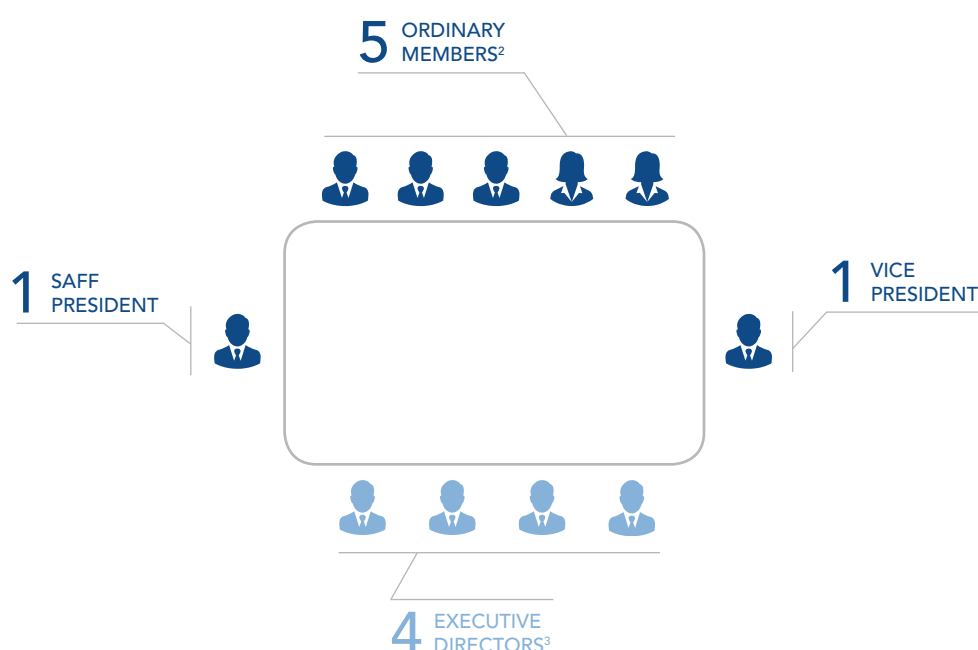 5 ORDINARY
MEMBERS²
1 SAFF
PRESIDENT
1 VICE
PRESIDENT
4 EXECUTIVE
DIRECTORS³